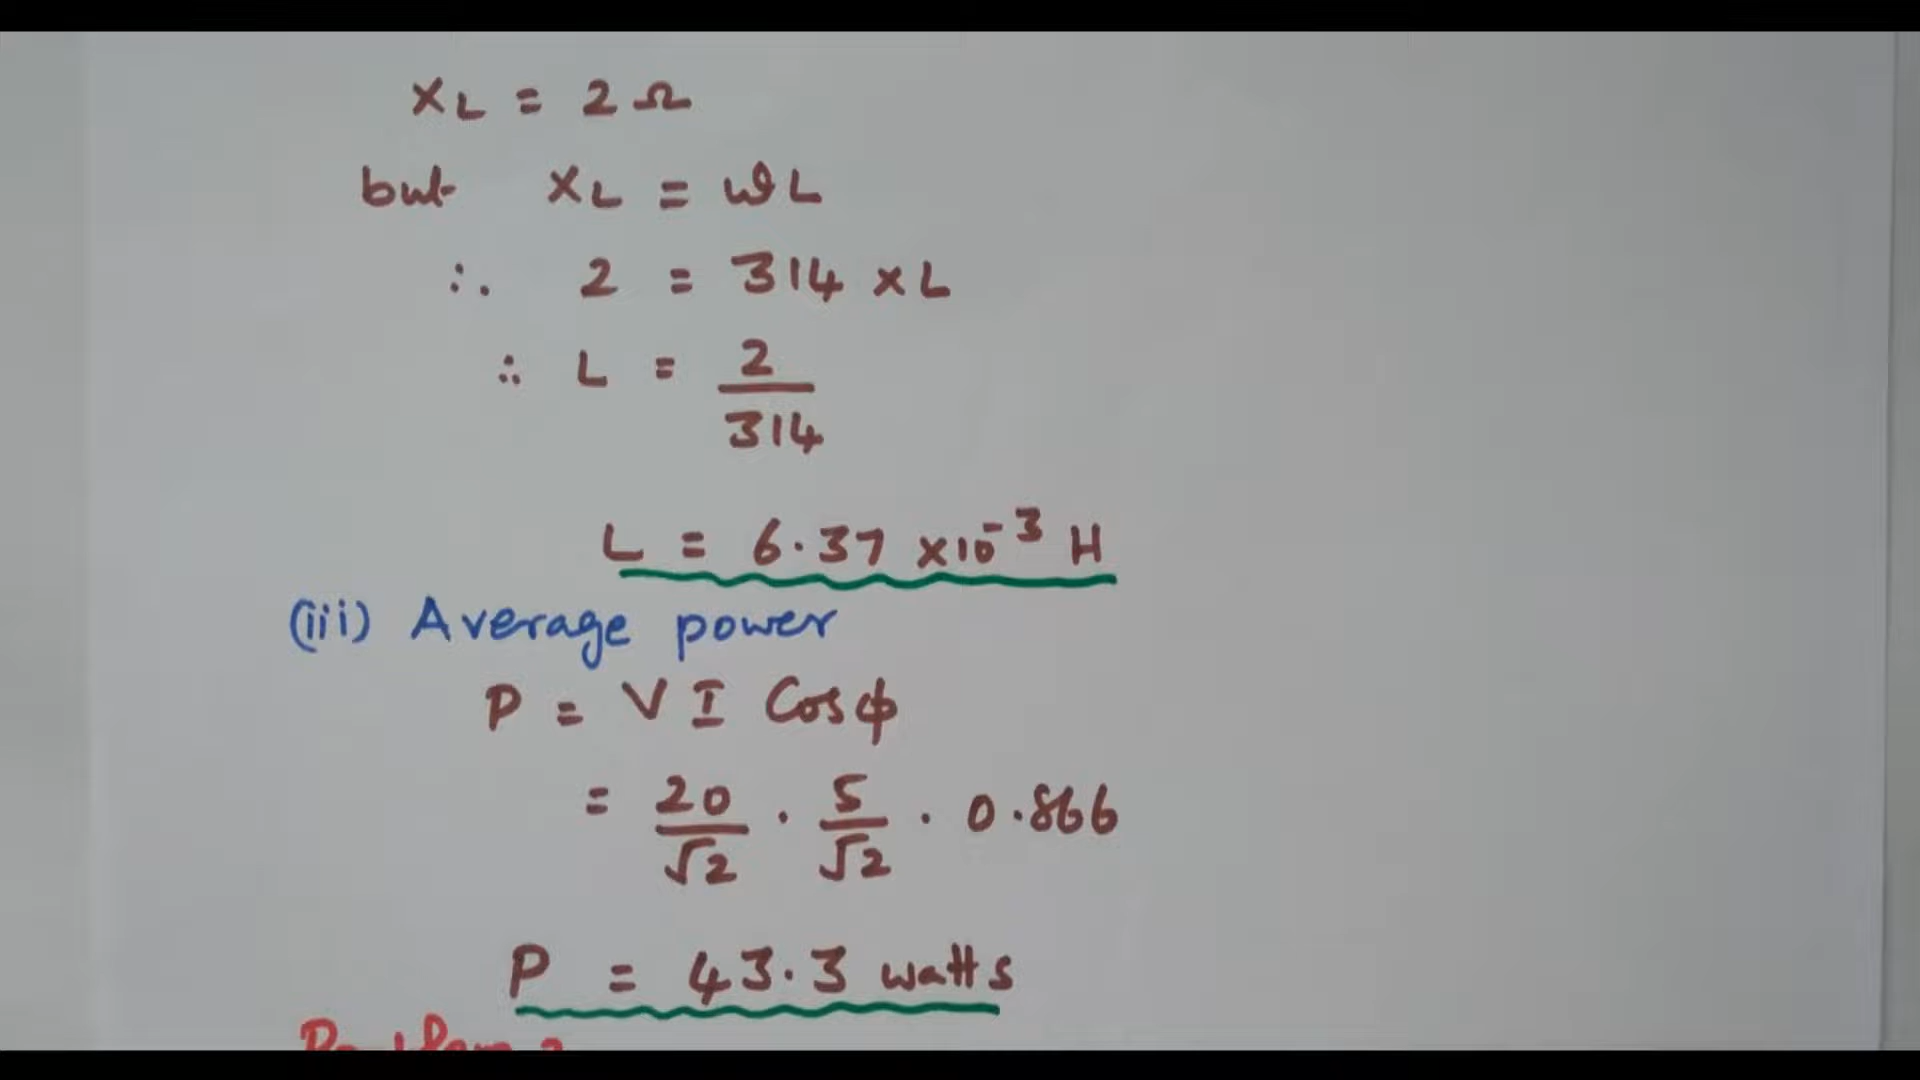 XL = 2 Ω
but XL = ωL
∴ 2 = 314 × L
∴ L = 2/314
L = 6.37 ×10⁻³ H
(iii) Average power
P = V I Cosϕ
= 20/√2 · 5/√2 · 0.866
P = 43.3 watts